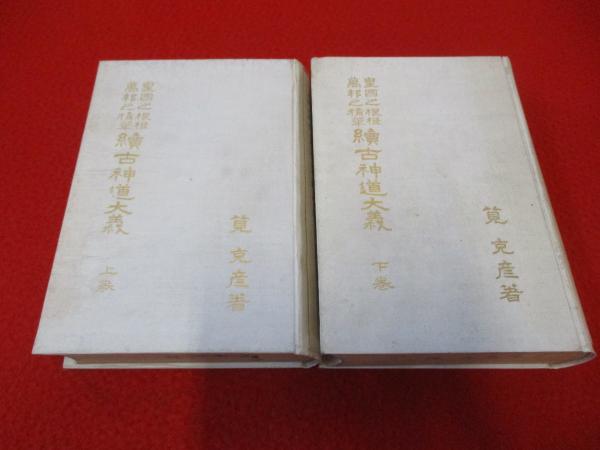 皇國之根柢
萬邦之精華
續古神道大義
上卷
筧克彦著
皇國之根柢
萬邦之精華
續古神道大義
下卷
筧克彦著